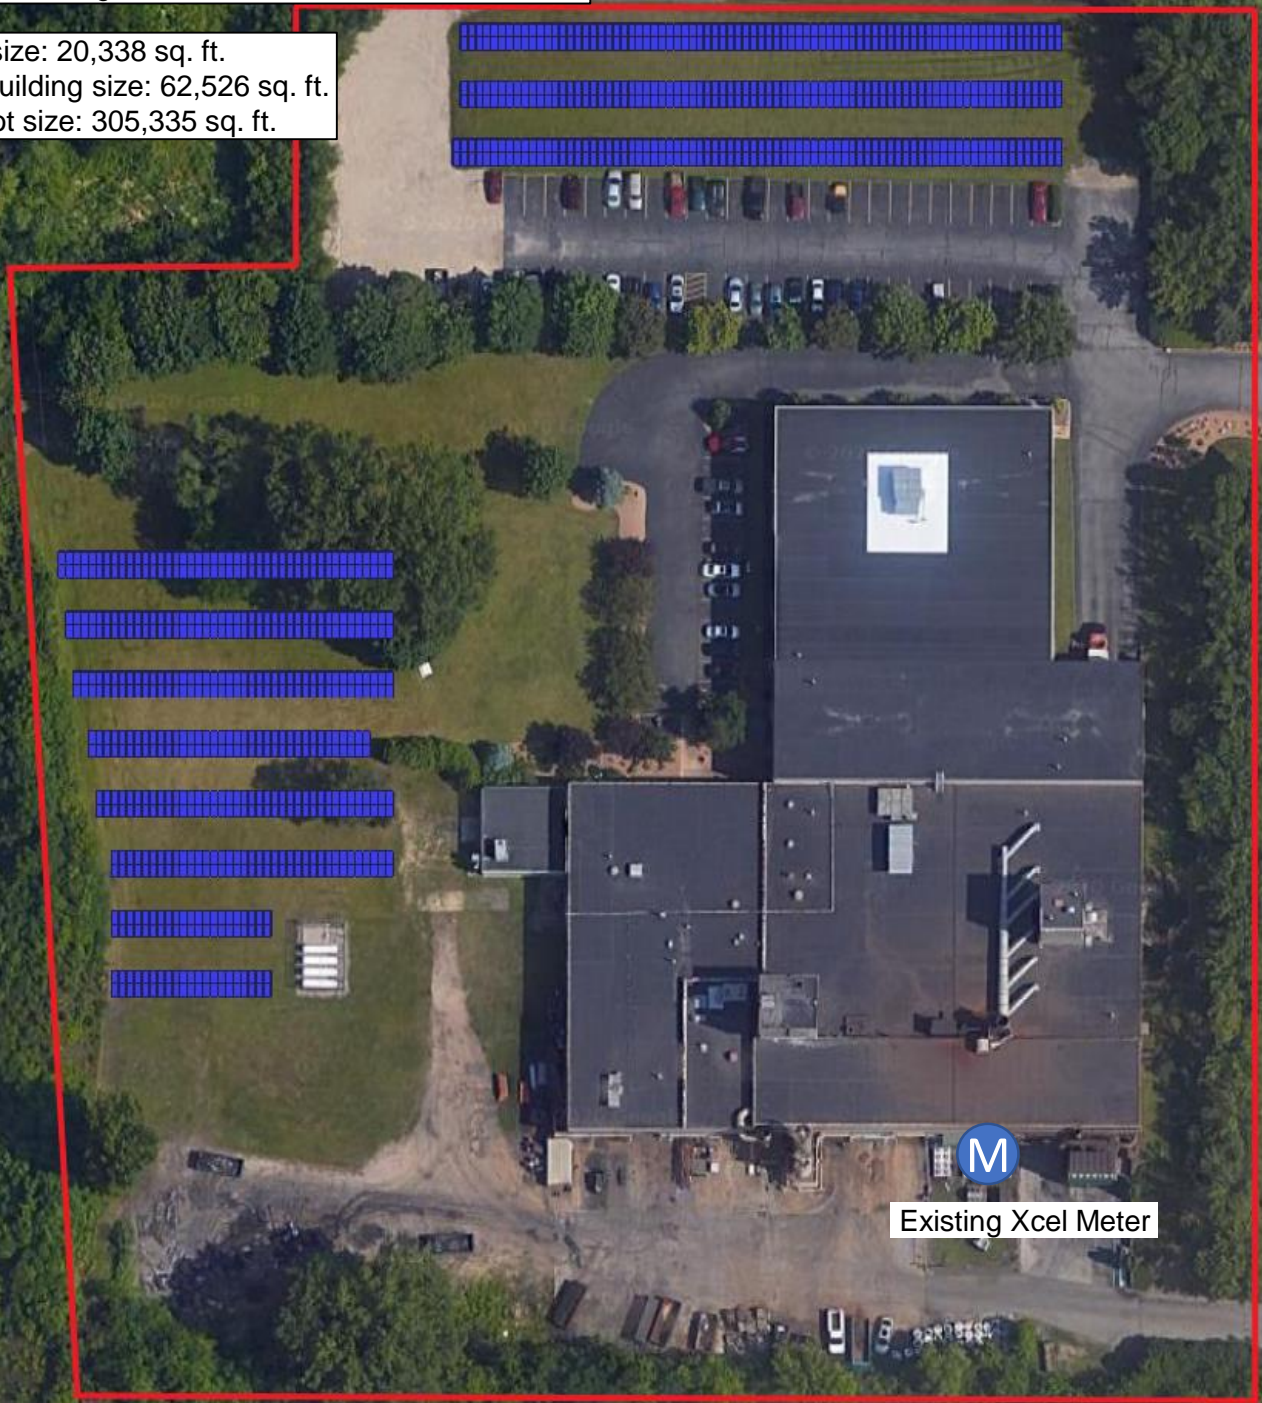 size: 20,338 sq. ft.
uilding size: 62,526 sq. ft.
ot size: 305,335 sq. ft.
M
Existing Xcel Meter